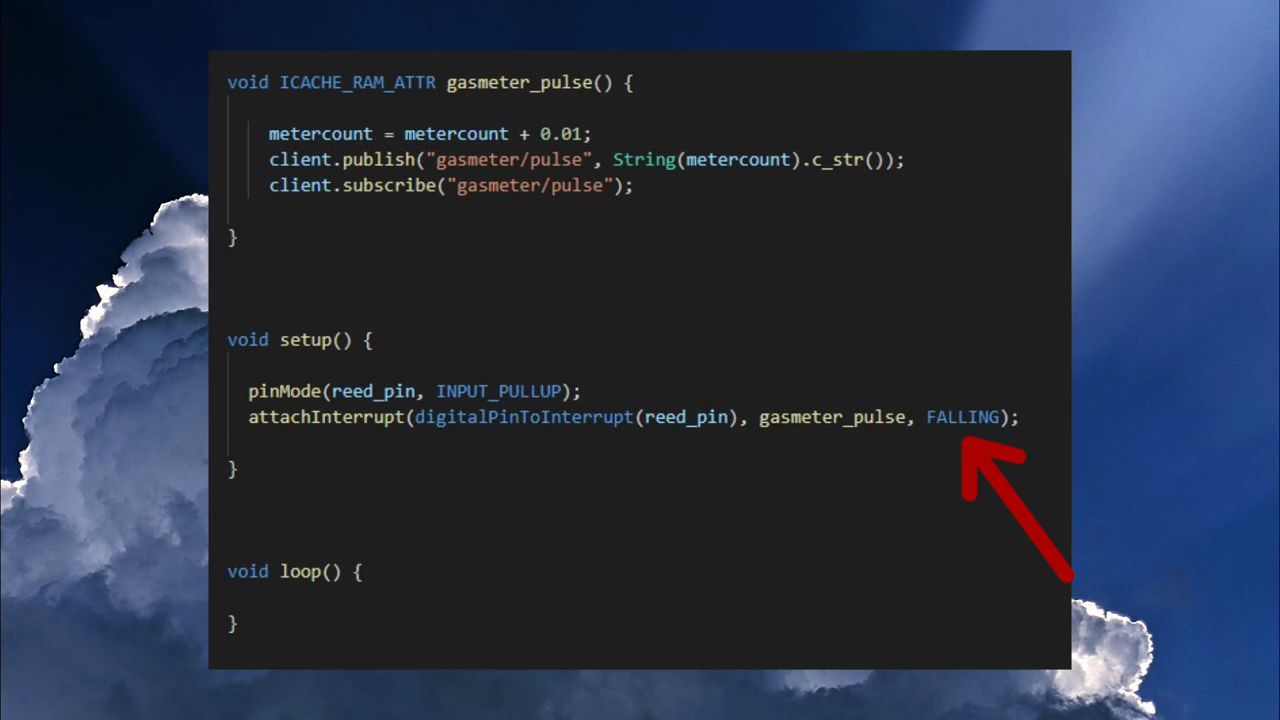 void ICACHE_RAM_ATTR gasmeter_pulse() {
metercount = metercount + 0.01;
client.publish("gasmeter/pulse", String(metercount).c_str());
client.subscribe("gasmeter/pulse");
}
void setup() {
pinMode(reed_pin, INPUT_PULLUP);
attachInterrupt(digitalPinToInterrupt(reed_pin), gasmeter_pulse, FALLING);
}
void loop() {
}